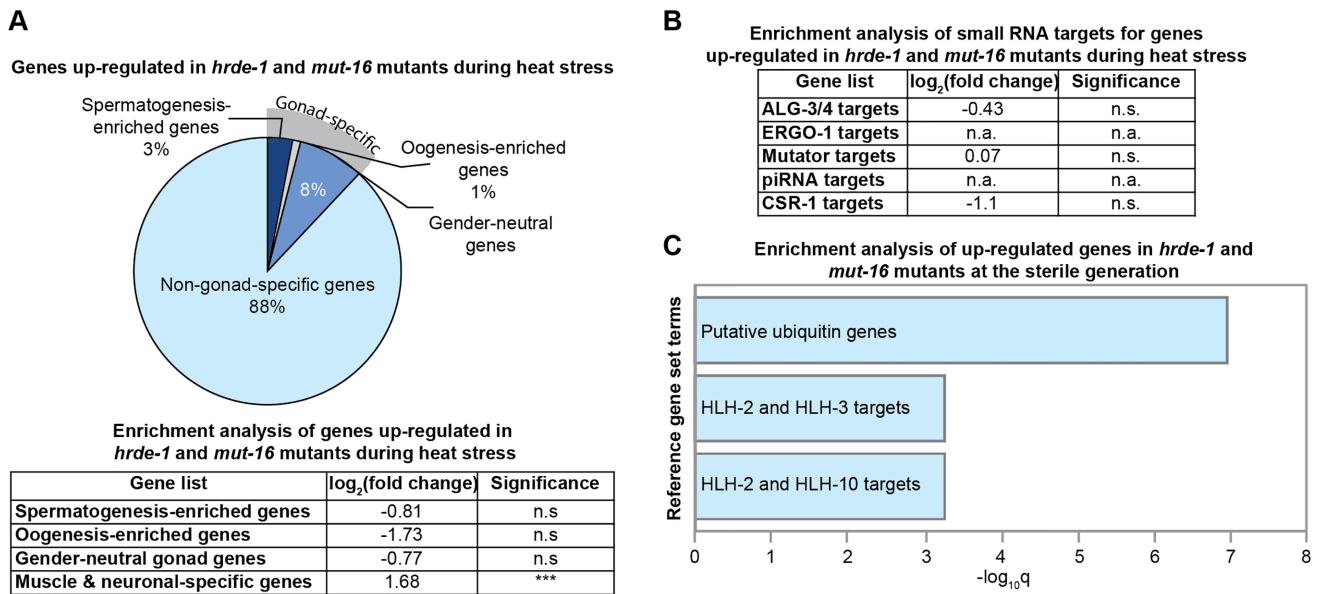 A
Genes up-regulated in hrde-1 and mut-16 mutants during heat stress
Spermatogenesis-
enriched genes
3%
Gonad-specific
Oogenesis-enriched
genes
1%
8%
Gender-neutral
genes
Non-gonad-specific genes
88%
Enrichment analysis of genes up-regulated in
hrde-1 and mut-16 mutants during heat stress
Gene list log2(fold change) Significance
Spermatogenesis-enriched genes -0.81 n.s
Oogenesis-enriched genes -1.73 n.s
Gender-neutral gonad genes -0.77 n.s
Muscle & neuronal-specific genes 1.68 ***
B
Enrichment analysis of small RNA targets for genes
up-regulated in hrde-1 and mut-16 mutants during heat stress
Gene list log2(fold change) Significance
ALG-3/4 targets -0.43 n.s.
ERGO-1 targets n.a. n.a.
Mutator targets 0.07 n.s.
piRNA targets n.a. n.a.
CSR-1 targets -1.1 n.s.
C
Enrichment analysis of up-regulated genes in hrde-1 and
mut-16 mutants at the sterile generation
Reference gene set terms
Putative ubiquitin genes
HLH-2 and HLH-3 targets
HLH-2 and HLH-10 targets
0 1 2 3 4 5 6 7 8
-log10q